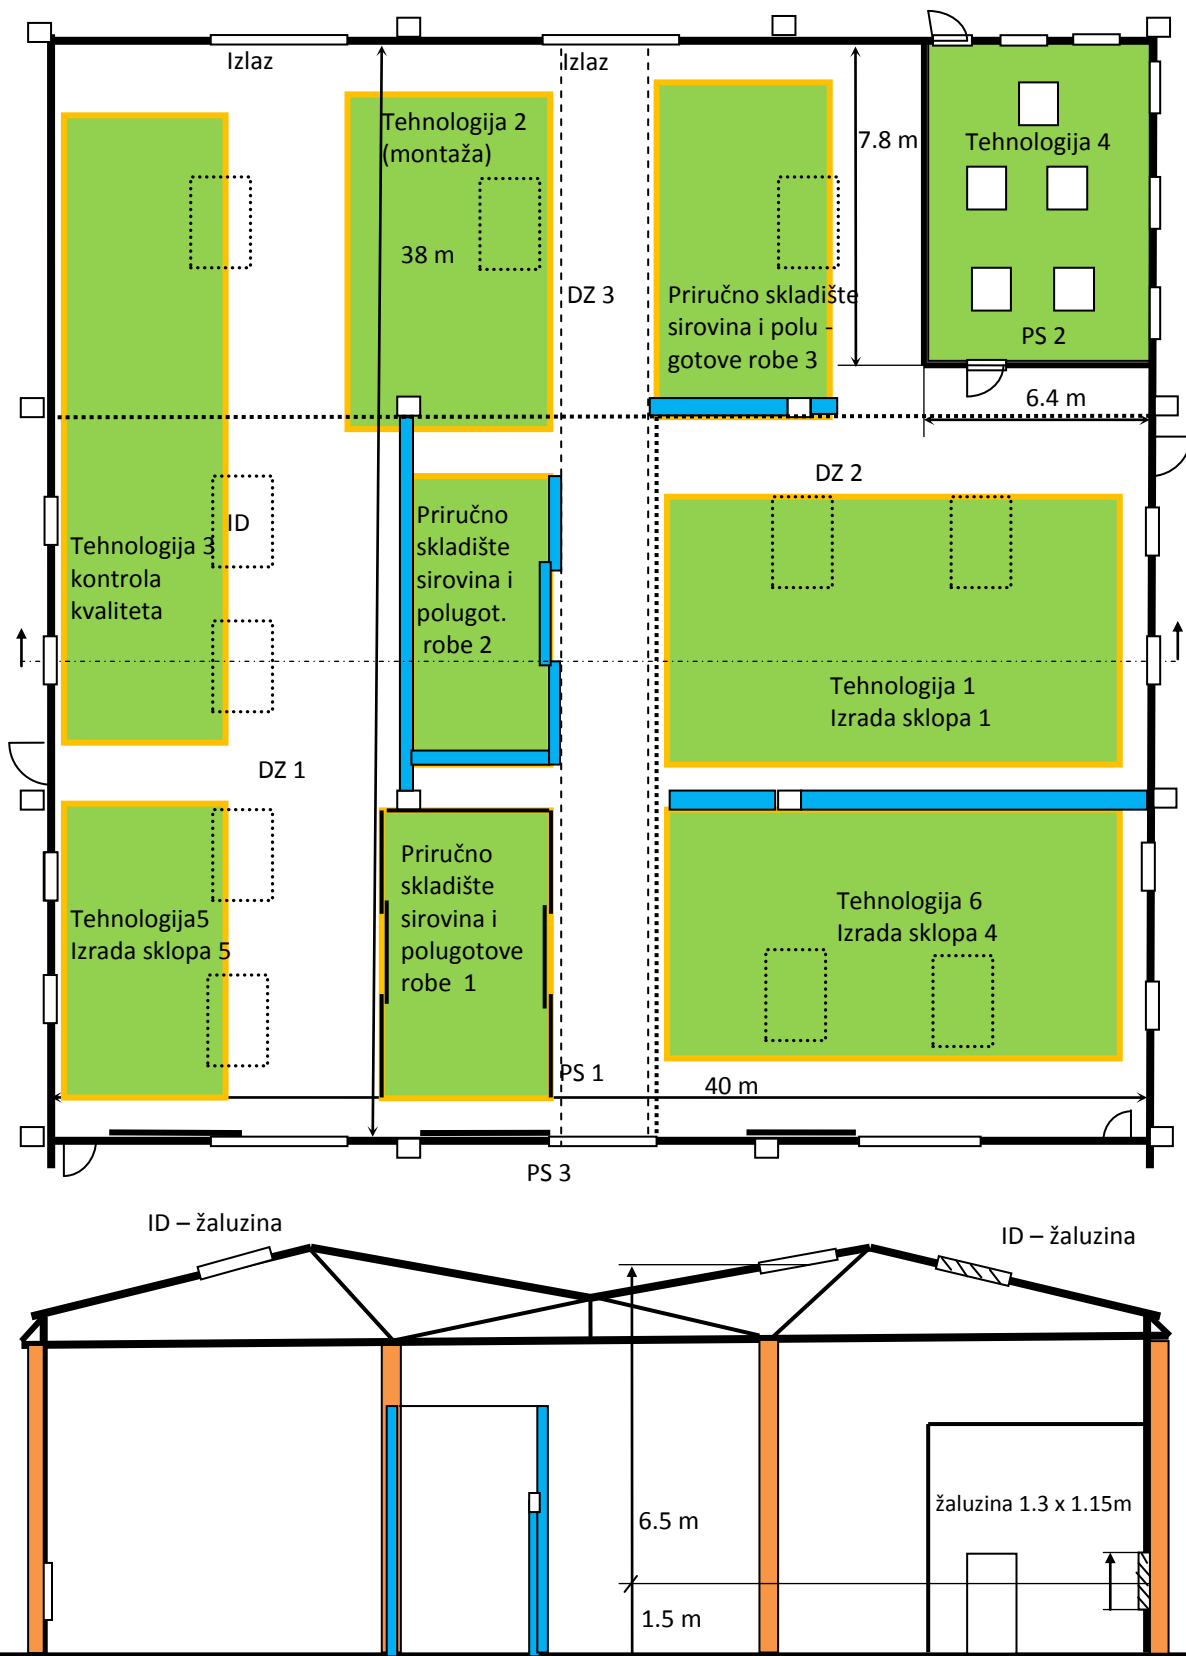 Izlaz
Izlaz
Tehnologija 2
(montaža)
7.8 m
Tehnologija 4
38 m
DZ 3
Priručno skladište
sirovina i polu -
gotove robe 3
PS 2
6.4 m
DZ 2
ID
Tehnologija 3
kontrola
kvaliteta
Priručno
skladište
sirovina i
polugot.
robe 2
Tehnologija 1
Izrada sklopa 1
DZ 1
Priručno
skladište
sirovina i
polugotove
robe 1
Tehnologija5
Izrada sklopa 5
Tehnologija 6
Izrada sklopa 4
PS 1
40 m
PS 3
ID – žaluzina
ID – žaluzina
žaluzina 1.3 x 1.15m
6.5 m
1.5 m